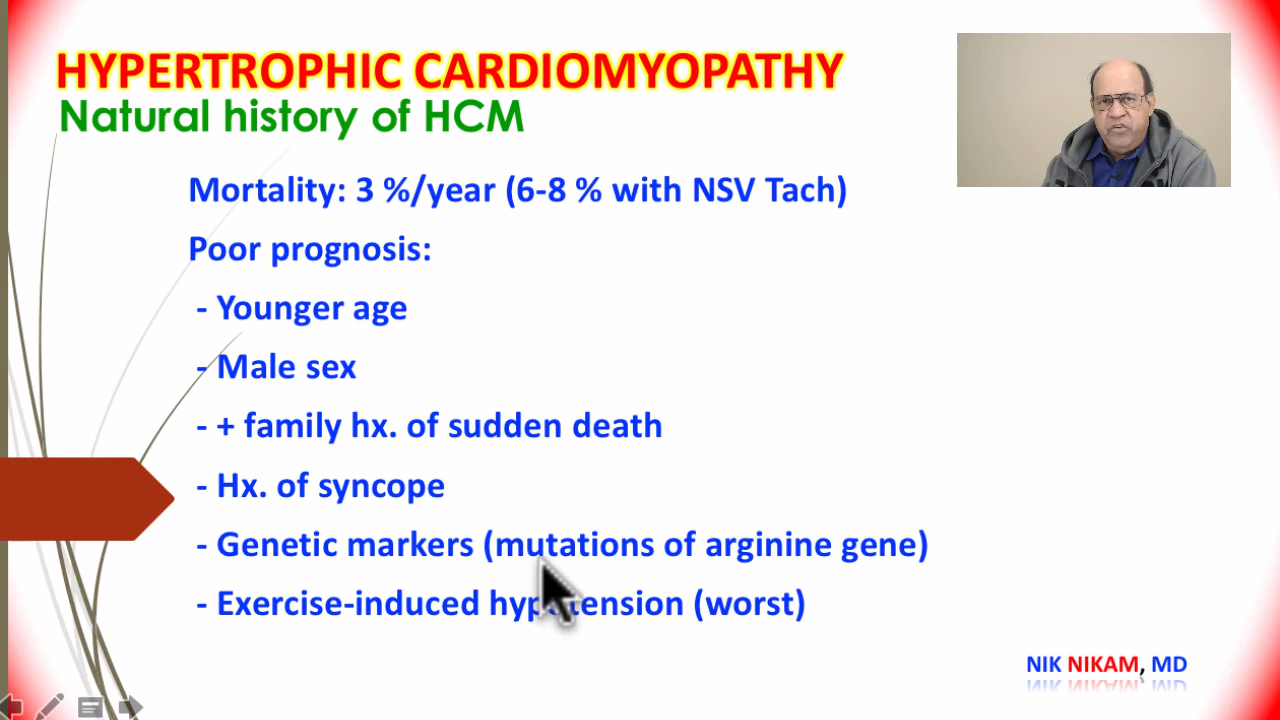 HYPERTROPHIC CARDIOMYOPATHY
Natural history of HCM
Mortality: 3 %/year (6-8 % with NSV Tach)
Poor prognosis:
- Younger age
- Male sex
- + family hx. of sudden death
- Hx. of syncope
- Genetic markers (mutations of arginine gene)
- Exercise-induced hypotension (worst)
NIK NIKAM, MD